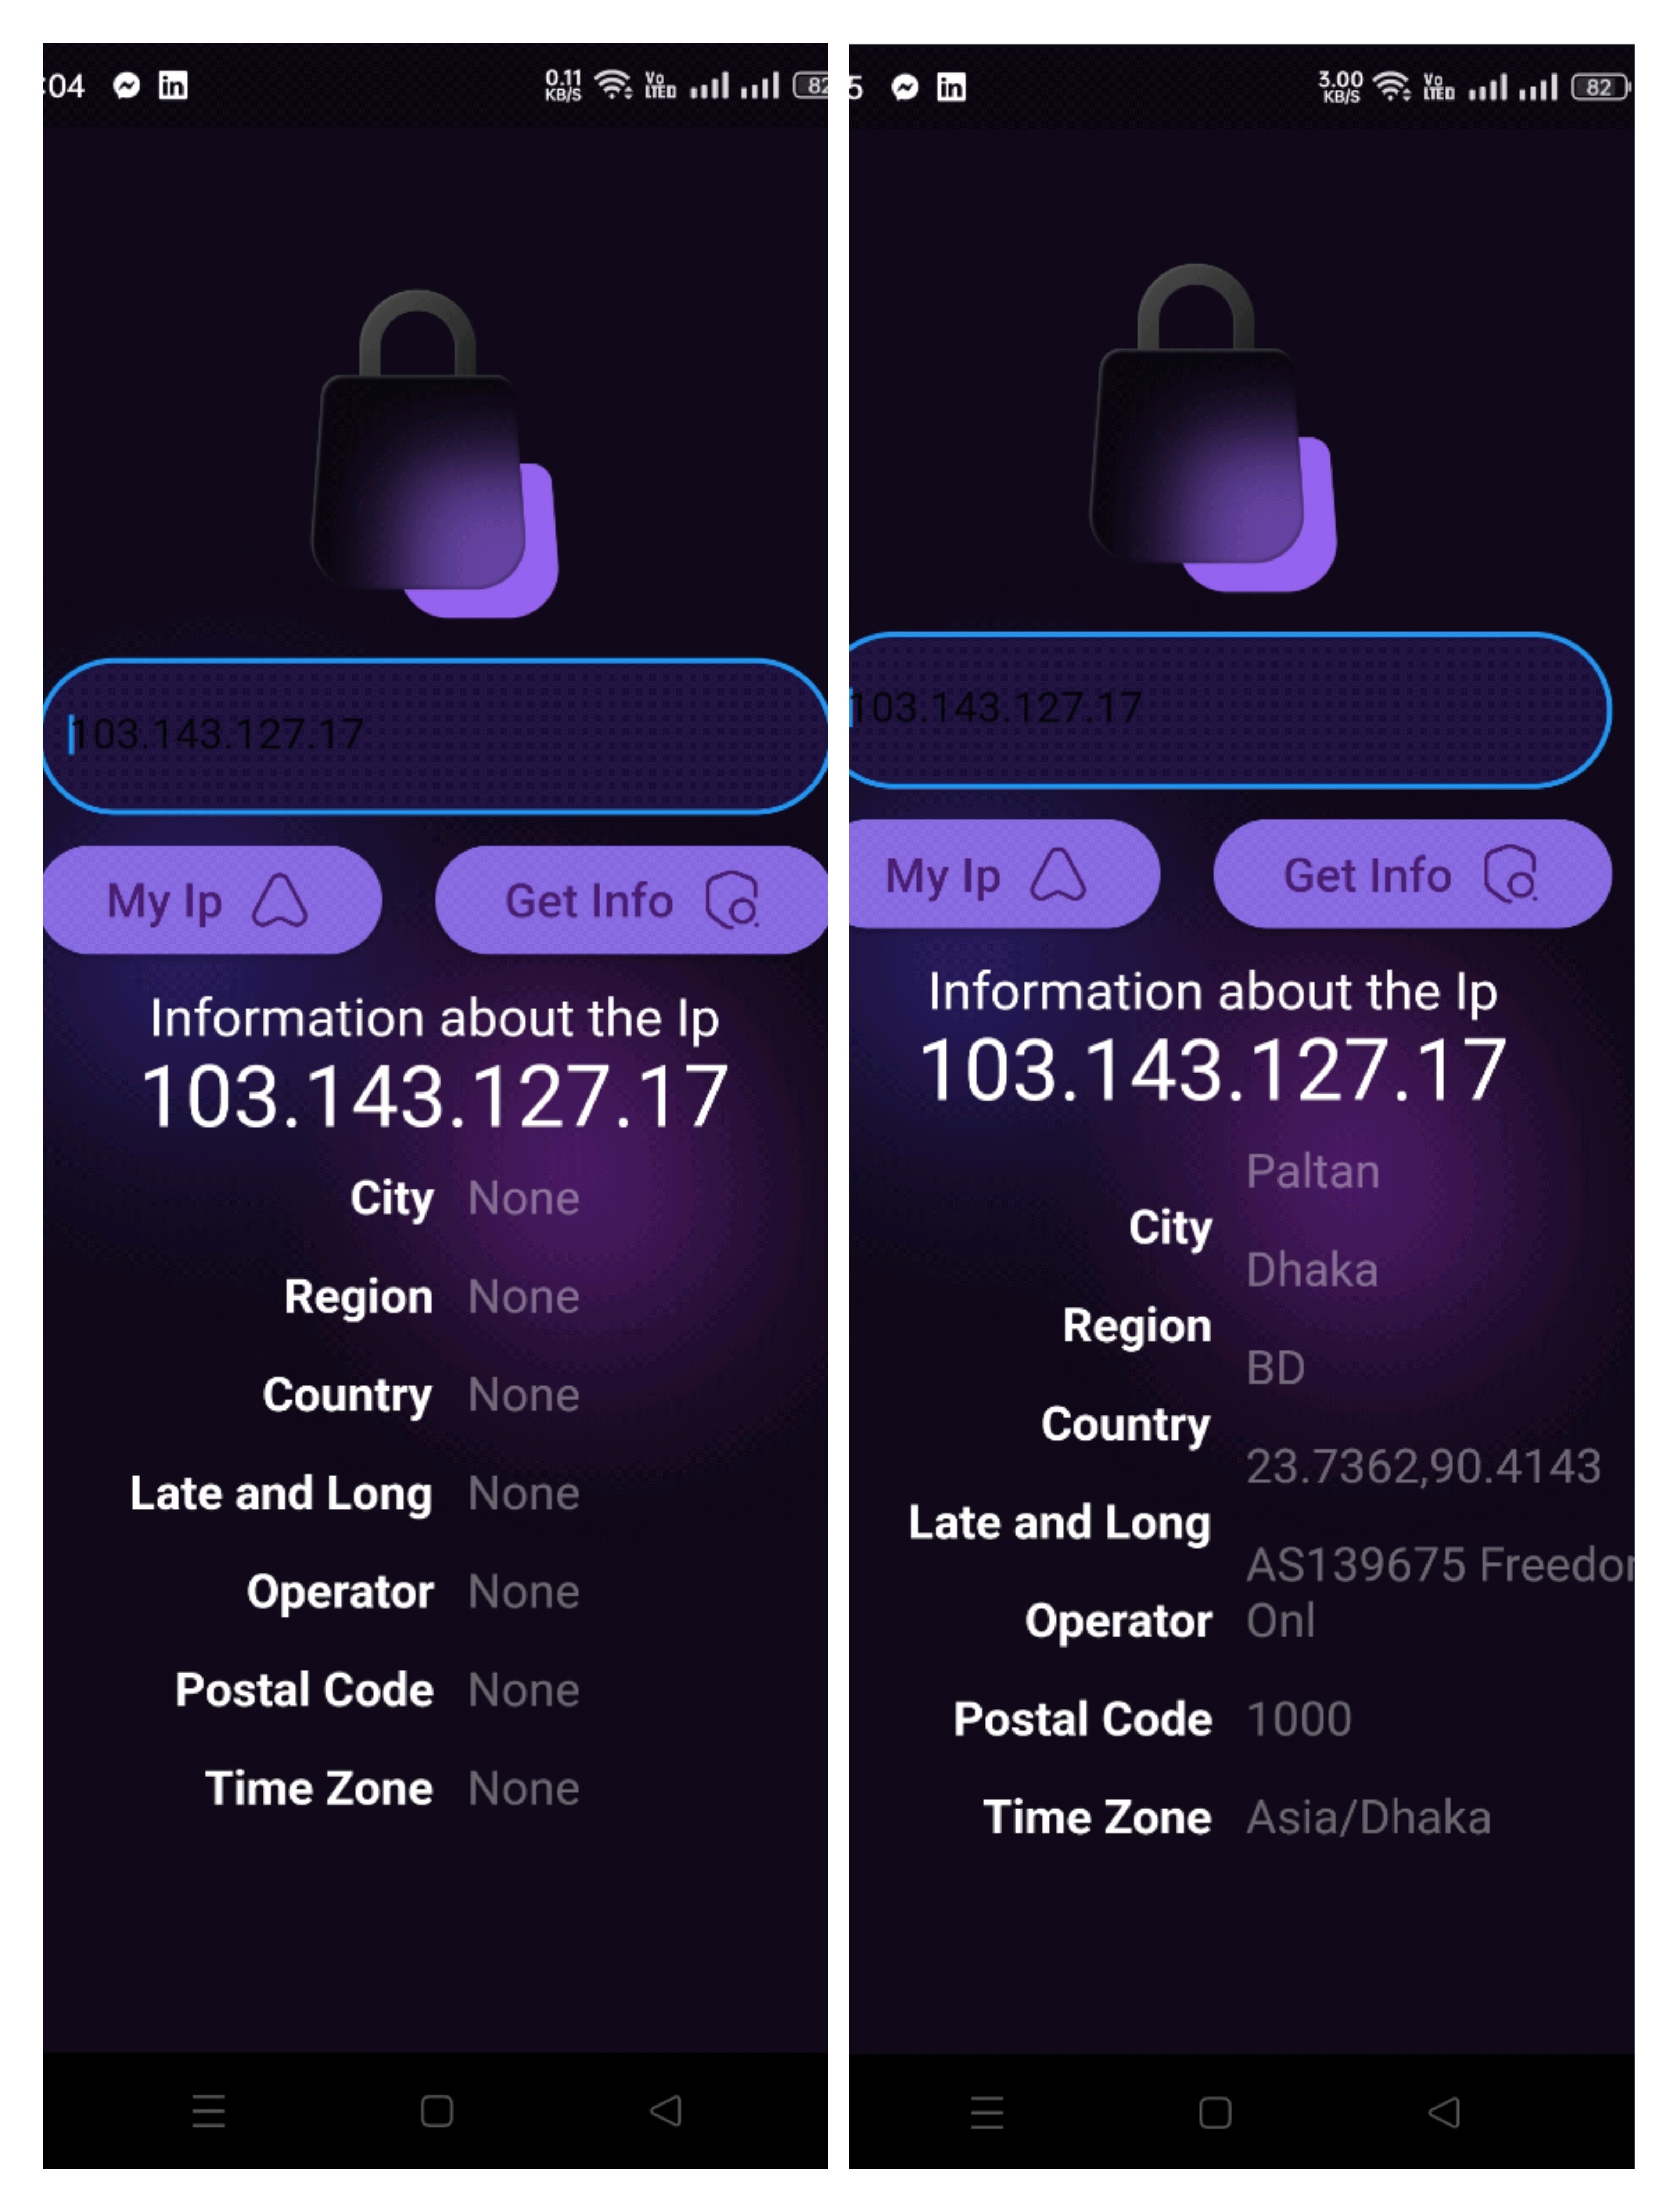 :04 in 0.11 KB/S Vo LTED 82
103.143.127.17
My Ip Get Info
Information about the Ip
103.143.127.17
City None
Region None
Country None
Late and Long None
Operator None
Postal Code None
Time Zone None
5 in 3.00 KB/S Vo LTED 82
103.143.127.17
My Ip Get Info
Information about the Ip
103.143.127.17
Paltan
City
Dhaka
Region
BD
Country
23.7362,90.4143
Late and Long
AS139675
Operator Onl
Postal Code 1000
Time Zone Asia/Dhaka